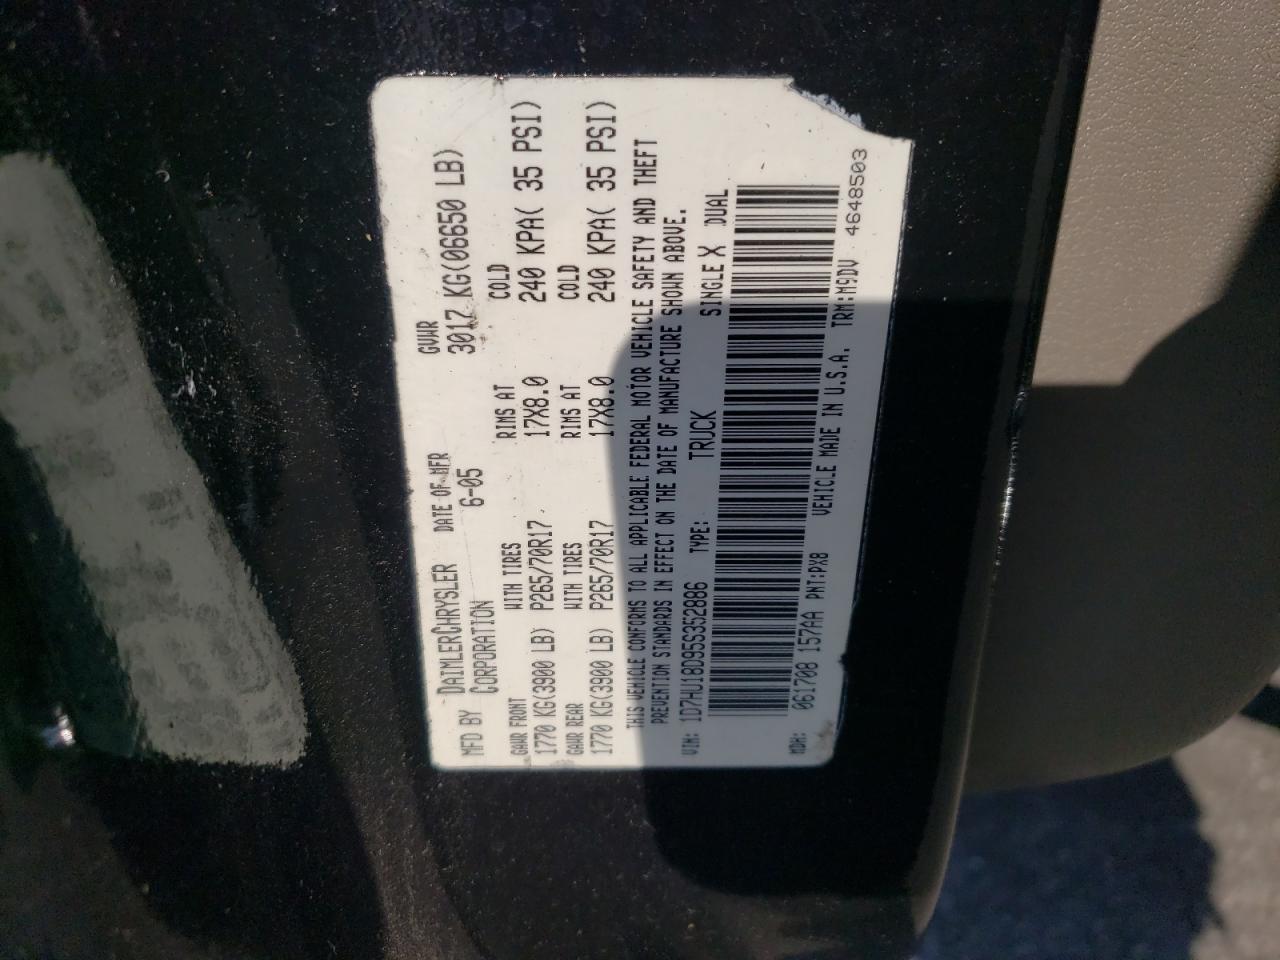 MFD BY DAIMLERCHRYSLER CORPORATION DATE OF MFR 6-05 GVWR 3017 KG(06650 LB)
GAWR FRONT WITH TIRES RIMS AT COLD
1770 KG(3900 LB) P265/70R17 17X8.0 240 KPA( 35 PSI)
GAWR REAR WITH TIRES RIMS AT COLD
1770 KG(3900 LB) P265/70R17 17X8.0 240 KPA( 35 PSI)
THIS VEHICLE CONFORMS TO ALL APPLICABLE FEDERAL MOTOR VEHICLE SAFETY AND THEFT
PREVENTION STANDARDS IN EFFECT ON THE DATE OF MANUFACTURE SHOWN ABOVE.
VIN: 1D7HU18D95S352886 TYPE: TRUCK SINGLE X DUAL
MDH: 061708 157AA PNT:PX8 VEHICLE MADE IN U.S.A. TRM:M9DV 4648503